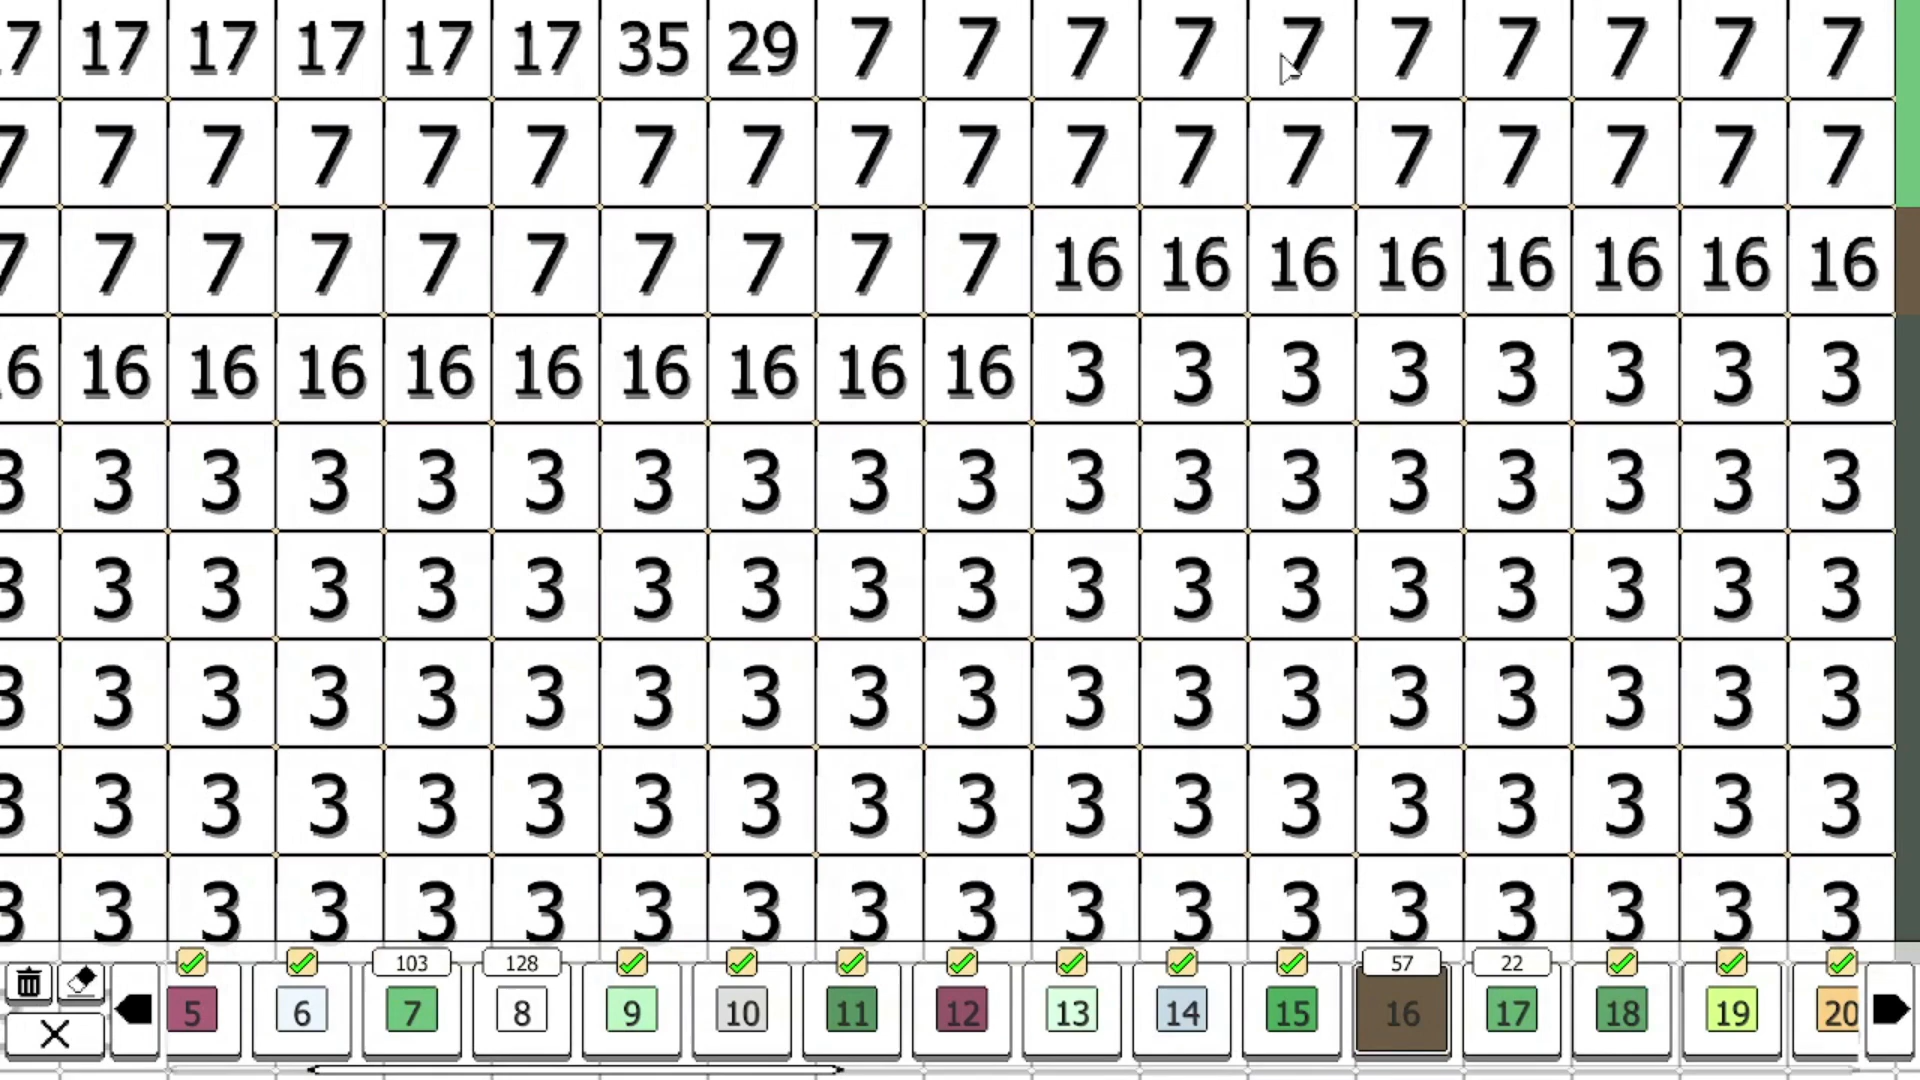 7 17 17 17 17 17 35 29 7 7 7 7 7 7 7 7 7 7
7 7 7 7 7 7 7 7 7 7 7 7 7 7 7 7 7 7
7 7 7 7 7 7 7 7 7 7 16 16 16 16 16 16 16 16
6 16 16 16 16 16 16 16 16 16 3 3 3 3 3 3 3 3
3 3 3 3 3 3 3 3 3 3 3 3 3 3 3 3 3 3
3 3 3 3 3 3 3 3 3 3 3 3 3 3 3 3 3 3
3 3 3 3 3 3 3 3 3 3 3 3 3 3 3 3 3 3
3 3 3 3 3 3 3 3 3 3 3 3 3 3 3 3 3 3
3 3 3 3 3 3 3 3 3 3 3 3 3 3 3 3 3 3
103 128 57 22
5 6 7 8 9 10 11 12 13 14 15 16 17 18 19 20